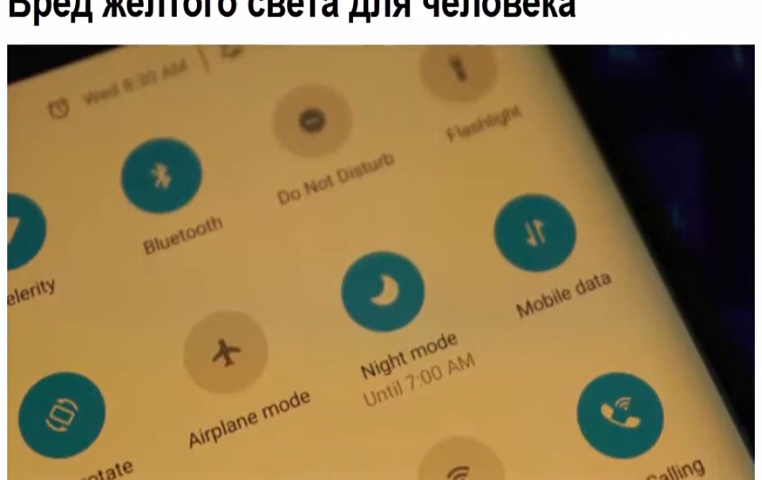 Бред желтого света для человека
Wed 8:30 AM
Flashlight
Do Not Disturb
Bluetooth
Mobile data
elerity
Night mode
Until 7:00 AM
Airplane mode
otate
Calling